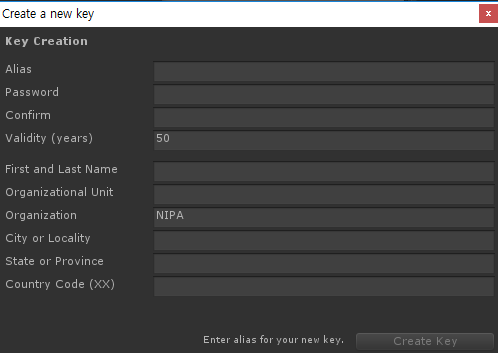 Create a new key
x
Key Creation
Alias
Password
Confirm
Validity (years) 50
First and Last Name
Organizational Unit
Organization NIPA
City or Locality
State or Province
Country Code (XX)
Enter alias for your new key. Create Key